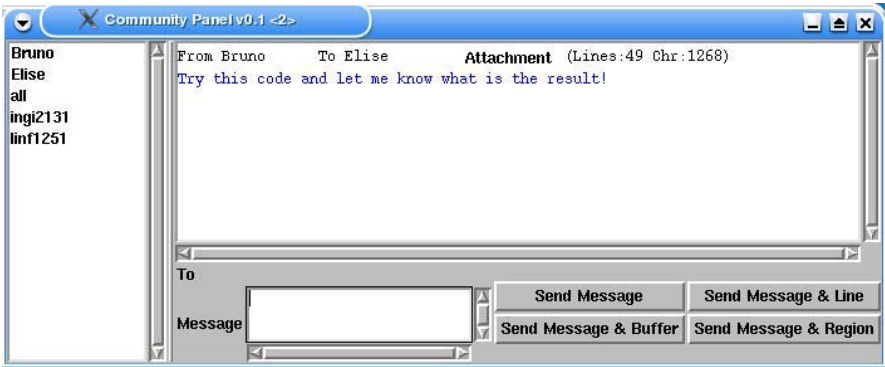 Community Panel v0.1 <2>
Bruno
Elise
all
ingi2131
linf1251
From Bruno To Elise Attachment (Lines:49 Chr:1268)
Try this code and let me know what is the result!
To
Message
Send Message Send Message & Line
Send Message & Buffer Send Message & Region